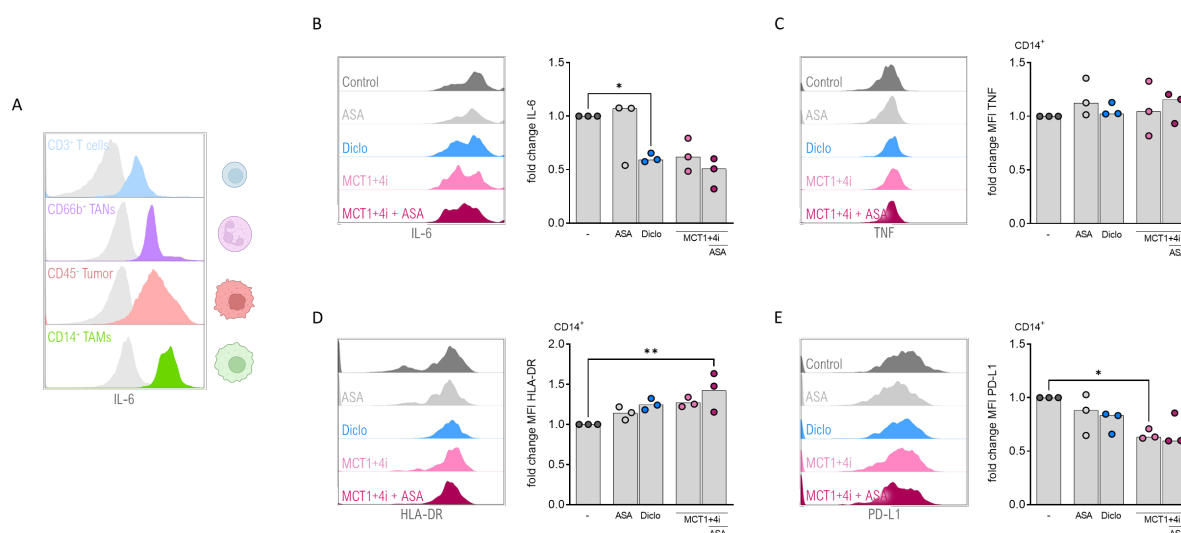 A
CD3⁺ T cells
CD66b⁺ TANs
CD45⁻ Tumor
CD14⁺ TAMs
IL-6
B
Control
ASA
Diclo
MCT1+4i
MCT1+4i + ASA
IL-6
fold change IL-6
1.5
1.0
0.5
0.0
*
- ASA Diclo MCT1+4i
ASA
C
Control
ASA
Diclo
MCT1+4i
MCT1+4i + ASA
TNF
CD14⁺
fold change MFI TNF
1.5
1.0
0.5
0.0
- ASA Diclo MCT1+4i
ASA
D
Control
ASA
Diclo
MCT1+4i
MCT1+4i + ASA
HLA-DR
CD14⁺
fold change MFI HLA-DR
2.0
1.5
1.0
0.5
0.0
**
- ASA Diclo MCT1+4i
ASA
E
Control
ASA
Diclo
MCT1+4i
MCT1+4i + ASA
PD-L1
CD14⁺
fold change MFI PD-L1
1.5
1.0
0.5
0.0
*
- ASA Diclo MCT1+4i
ASA